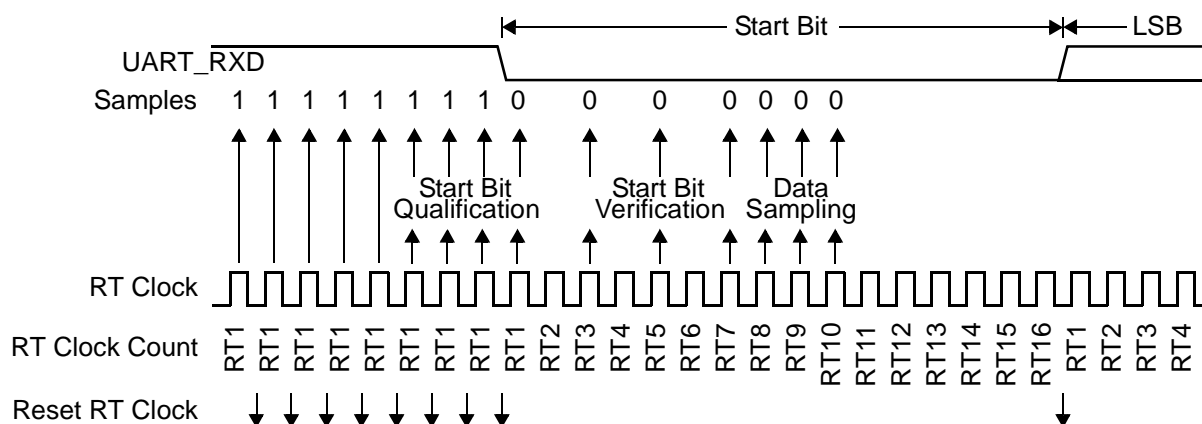 Start Bit
LSB
UART_RXD
Samples 1 1 1 1 1 1 1 1 0 0 0 0 0 0 0
Start Bit Qualification
Start Bit Verification
Data Sampling
RT Clock
RT Clock Count RT1 RT1 RT1 RT1 RT1 RT1 RT1 RT1 RT1 RT2 RT3 RT4 RT5 RT6 RT7 RT8 RT9 RT10 RT11 RT12 RT13 RT14 RT15 RT16 RT1 RT2 RT3 RT4
Reset RT Clock